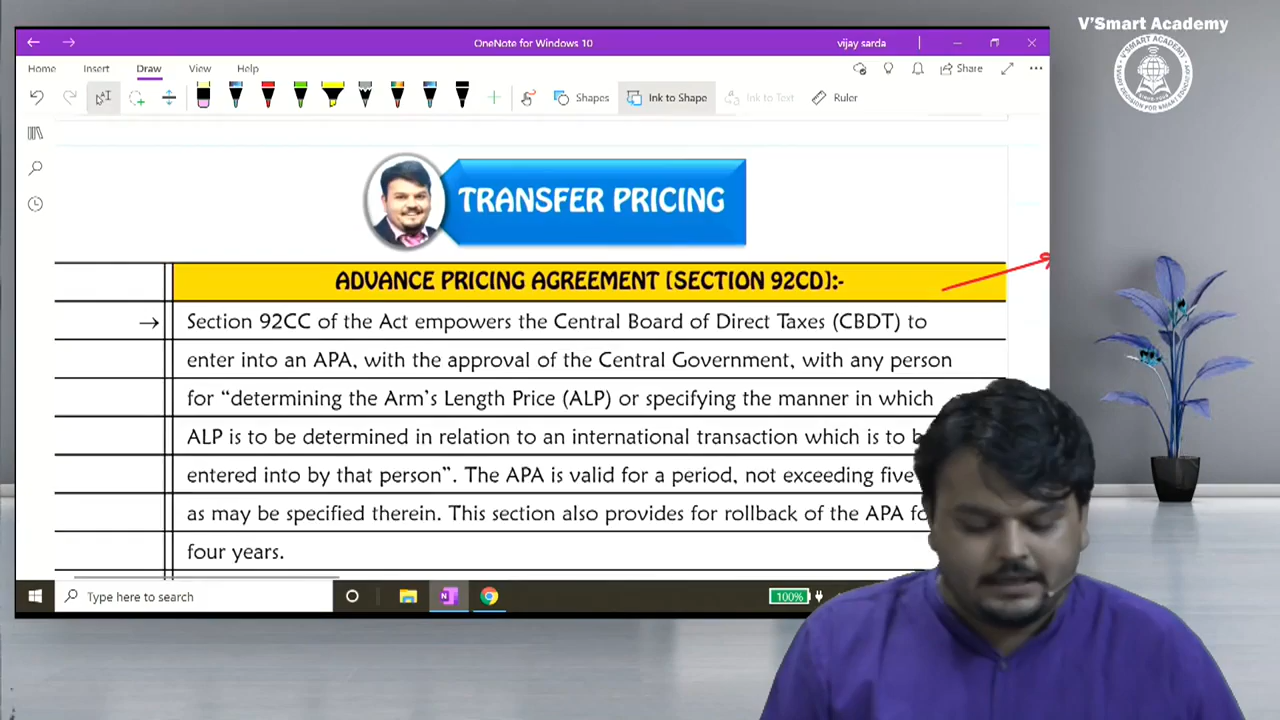 V'Smart Academy
OneNote for Windows 10
vijay sarda
Home Insert Draw View Help
Share
Shapes Ink to Shape Ink to Text Ruler
TRANSFER PRICING
ADVANCE PRICING AGREEMENT [SECTION 92CD]:-
→ Section 92CC of the Act empowers the Central Board of Direct Taxes (CBDT) to
enter into an APA, with the approval of the Central Government, with any person
for “determining the Arm’s Length Price (ALP) or specifying the manner in which
ALP is to be determined in relation to an international transaction which is to
entered into by that person”. The APA is valid for a period, not exceeding five
as may be specified therein. This section also provides for rollback of the APA
four years.
Type here to search
100%